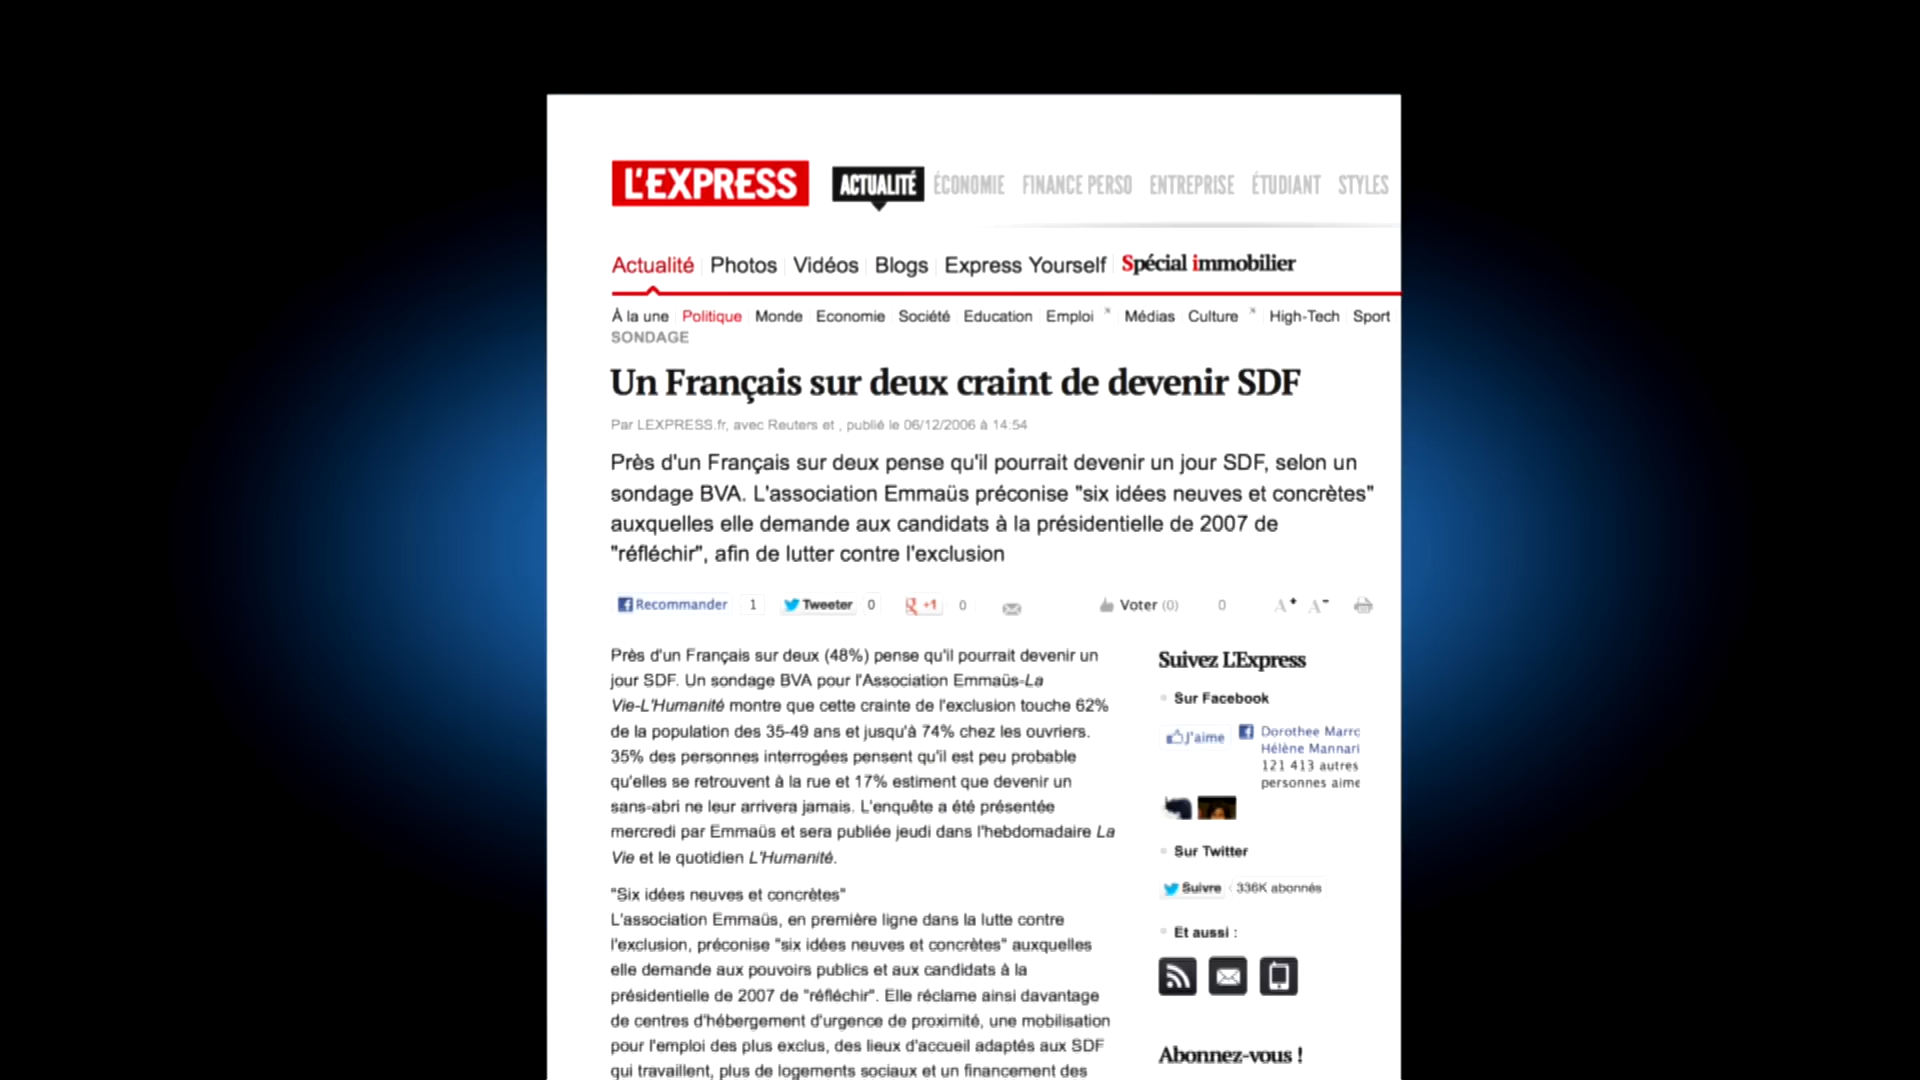 L'EXPRESS ACTUALITÉ ÉCONOMIE FINANCE PERSO ENTREPRISE ÉTUDIANT STYLES
Actualité Photos Vidéos Blogs Express Yourself Spécial immobilier
À la une Politique Monde Economie Société Education Emploi Médias Culture High-Tech Sport
SONDAGE
Un Français sur deux craint de devenir SDF
Par LEXPRESS.fr, avec Reuters et , publié le 06/12/2006 à 14:54
Près d'un Français sur deux pense qu'il pourrait devenir un jour SDF, selon un
sondage BVA. L'association Emmaüs préconise "six idées neuves et concrètes"
auxquelles elle demande aux candidats à la présidentielle de 2007 de
"réfléchir", afin de lutter contre l'exclusion
Recommander 1 Tweeter 0 +1 0 Voter (0) 0 A+ A-
Près d'un Français sur deux (48%) pense qu'il pourrait devenir un
jour SDF. Un sondage BVA pour l'Association Emmaüs-La
Vie-L'Humanité montre que cette crainte de l'exclusion touche 62%
de la population des 35-49 ans et jusqu'à 74% chez les ouvriers.
35% des personnes interrogées pensent qu'il est peu probable
qu'elles se retrouvent à la rue et 17% estiment que devenir un
sans-abri ne leur arrivera jamais. L'enquête a été présentée
mercredi par Emmaüs et sera publiée jeudi dans l'hebdomadaire La
Vie et le quotidien L'Humanité.
"Six idées neuves et concrètes"
L'association Emmaüs, en première ligne dans la lutte contre
l'exclusion, préconise "six idées neuves et concrètes" auxquelles
elle demande aux pouvoirs publics et aux candidats à la
présidentielle de 2007 de "réfléchir". Elle réclame ainsi davantage
de centres d'hébergement d'urgence de proximité, une mobilisation
pour l'emploi des plus exclus, des lieux d'accueil adaptés aux SDF
qui travaillent, plus de logements sociaux et un financement des
Suivez L'Express
Sur Facebook
J'aime
Dorothee Marro
Hélène Mannari
121 413 autres
personnes aime
Sur Twitter
Suivre 336K abonnés
Et aussi :
Abonnez-vous !